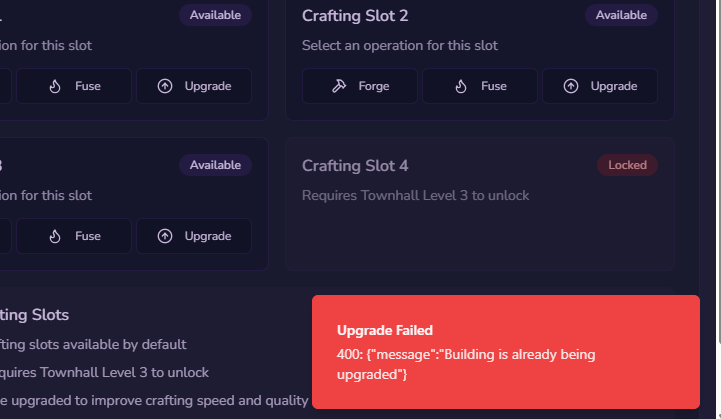 Available
Crafting Slot 2
Available
ion for this slot
Select an operation for this slot
Fuse
Upgrade
Forge
Fuse
Upgrade
3
Available
Crafting Slot 4
Locked
ion for this slot
Requires Townhall Level 3 to unlock
Fuse
Upgrade
ting Slots
fting slots available by default
quires Townhall Level 3 to unlock
e upgraded to improve crafting speed and quality
Upgrade Failed
400: {"message":"Building is already being
upgraded"}